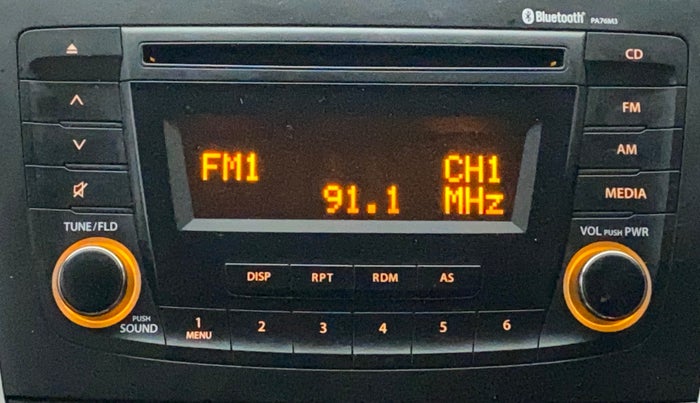 Bluetooth PA76M3
CD
FM
AM
MEDIA
FM1 CH1
91.1 MHz
TUNE/FLD
VOL PUSH PWR
DISP RPT RDM AS
PUSH
SOUND
1 2 3 4 5 6
MENU